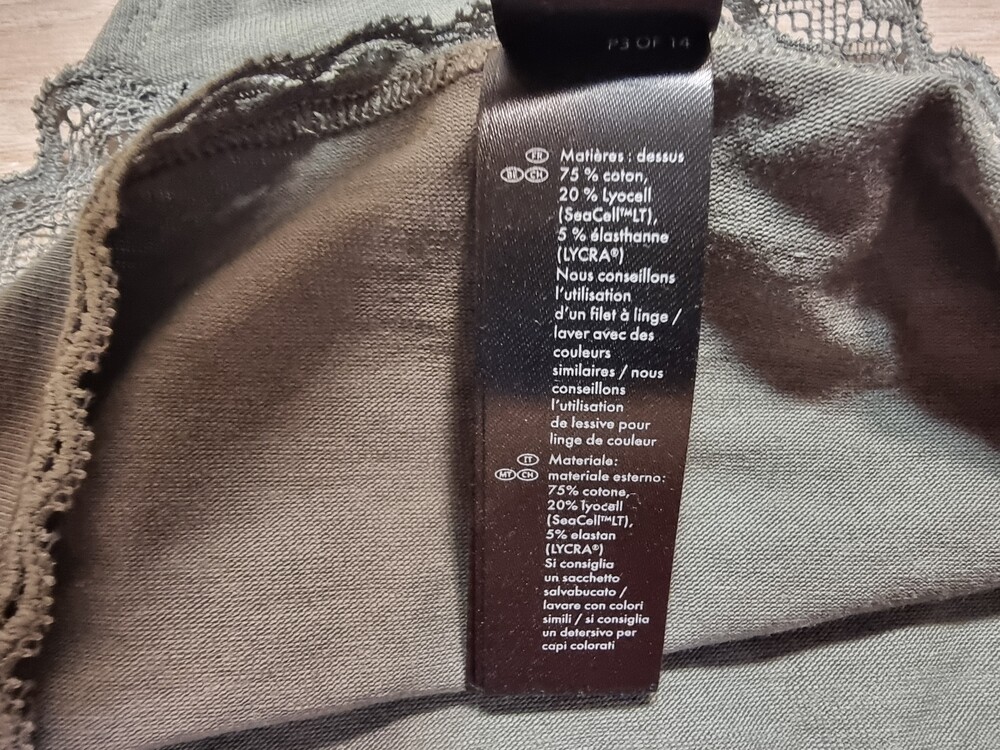 P3 OF 14
FR Matières : dessus
BE CH 75 % coton,
20 % Lyocell
(SeaCell™LT),
5 % élasthanne
(LYCRA®)
Nous conseillons
l'utilisation
d'un filet à linge /
laver avec des
couleurs
similaires / nous
conseillons
l'utilisation
de lessive pour
linge de couleur
IT Materiale:
MT CH materiale esterno:
75% cotone,
20% lyocell
(SeaCell™LT),
5% elastan
(LYCRA®)
Si consiglia
un sacchetto
salvabucato /
lavare con colori
simili / si consiglia
un detersivo per
capi colorati